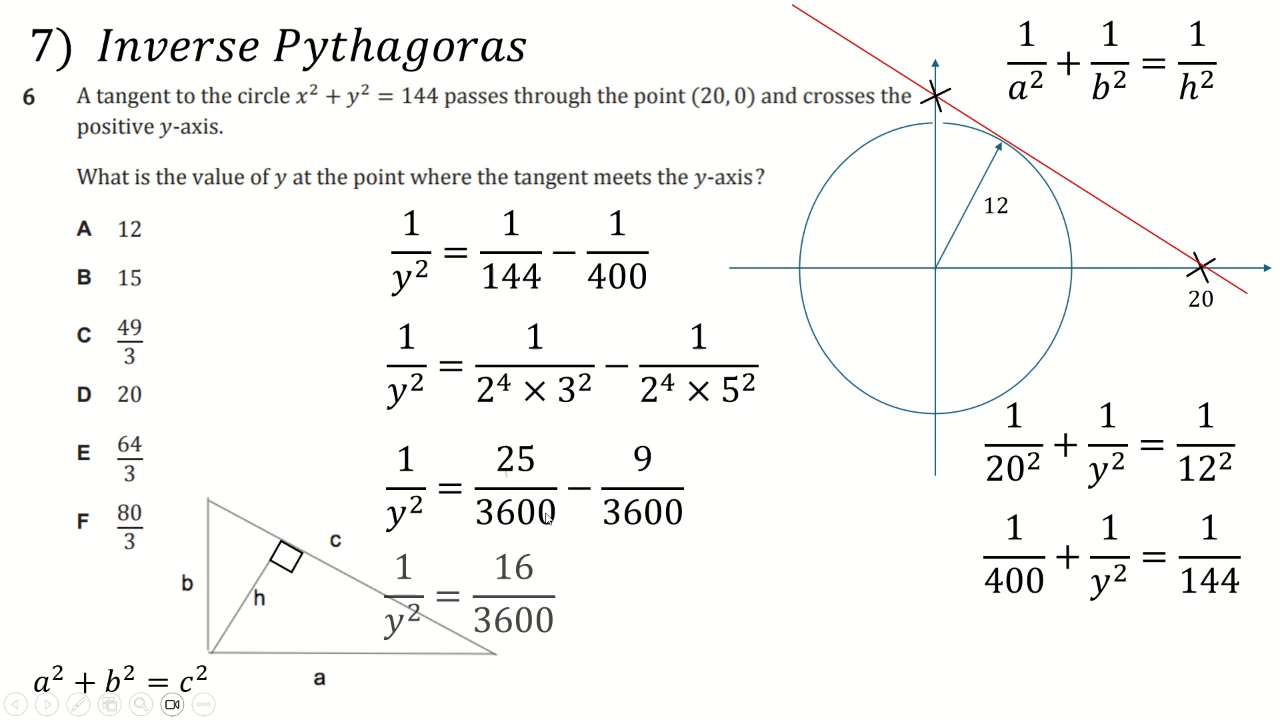 7) Inverse Pythagoras
6 A tangent to the circle x² + y² = 144 passes through the point (20, 0) and crosses the
positive y-axis.
What is the value of y at the point where the tangent meets the y-axis?
A 12
B 15
C 49/3
D 20
E 64/3
F 80/3
1/y² = 1/144 − 1/400
1/y² = 1/(2⁴ × 3²) − 1/(2⁴ × 5²)
1/y² = 25/3600 − 9/3600
1/y² = 16/3600
b
h
c
a
a² + b² = c²
1/a² + 1/b² = 1/h²
12
20
1/20² + 1/y² = 1/12²
1/400 + 1/y² = 1/144